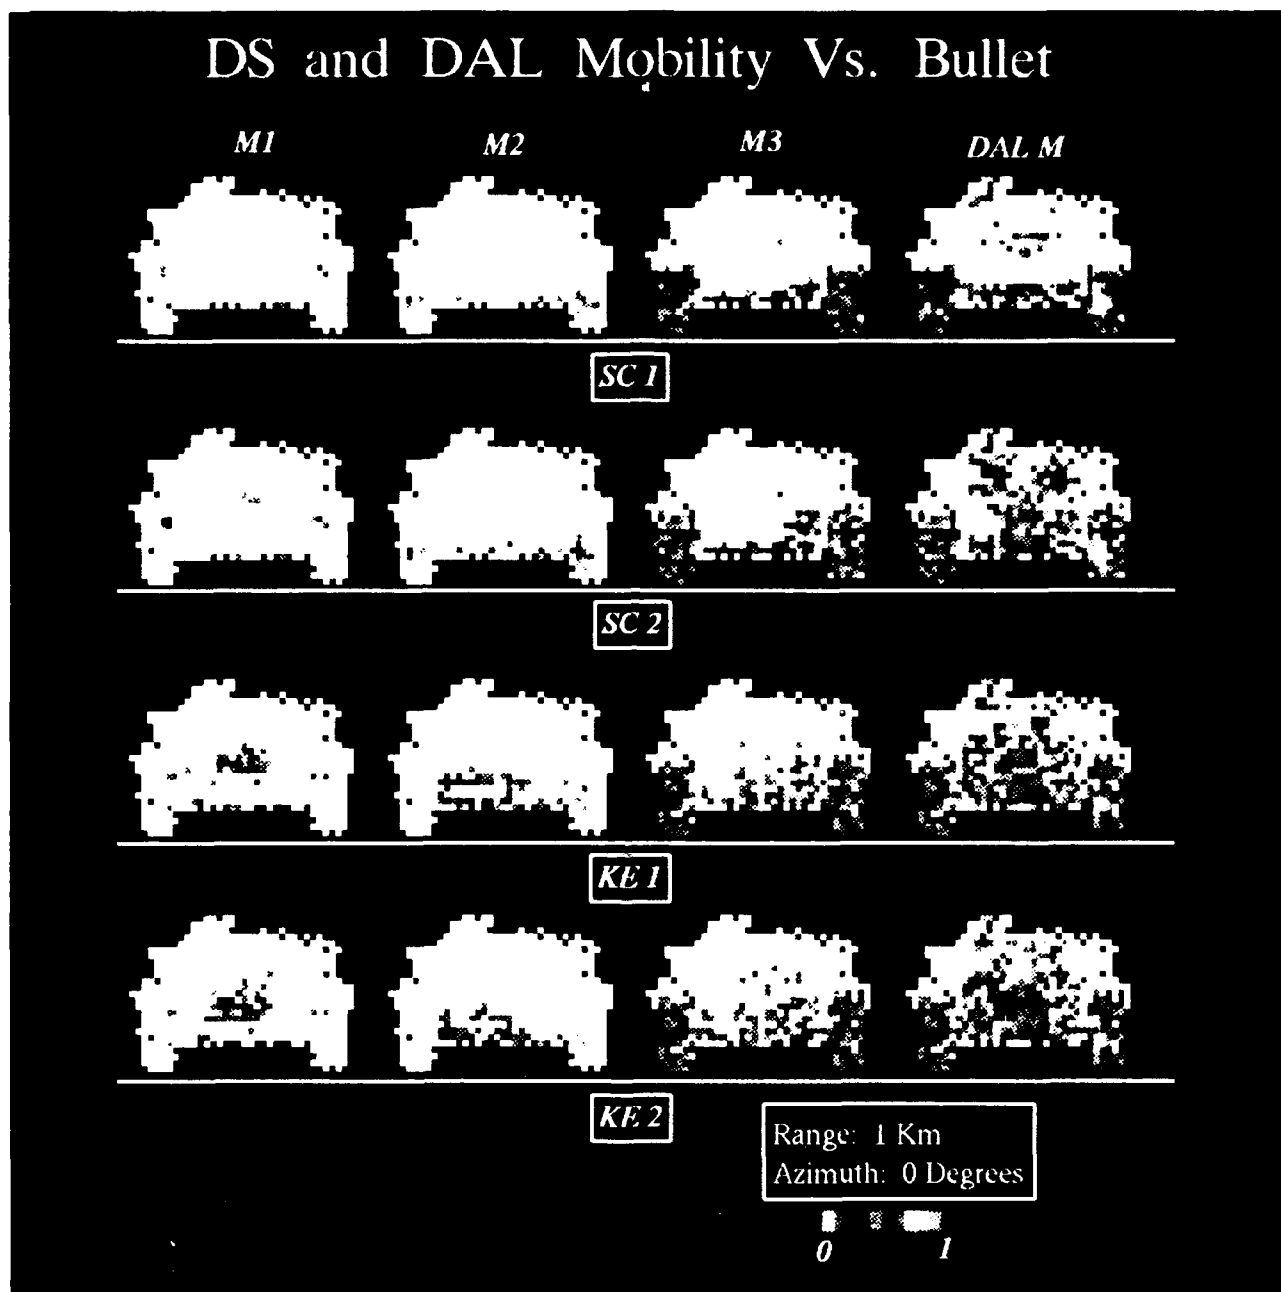 DS and DAL Mobility Vs. Bullet
M1 M2 M3 DAL M
SC 1
SC 2
KE 1
KE 2
Range: 1 Km
Azimuth: 0 Degrees
0 1